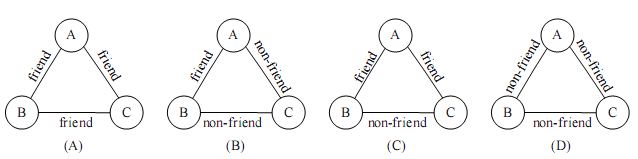 A
friend
friend
B
friend
C
(A)
A
friend
non-friend
B
non-friend
C
(B)
A
friend
friend
B
non-friend
C
(C)
A
non-friend
non-friend
B
non-friend
C
(D)